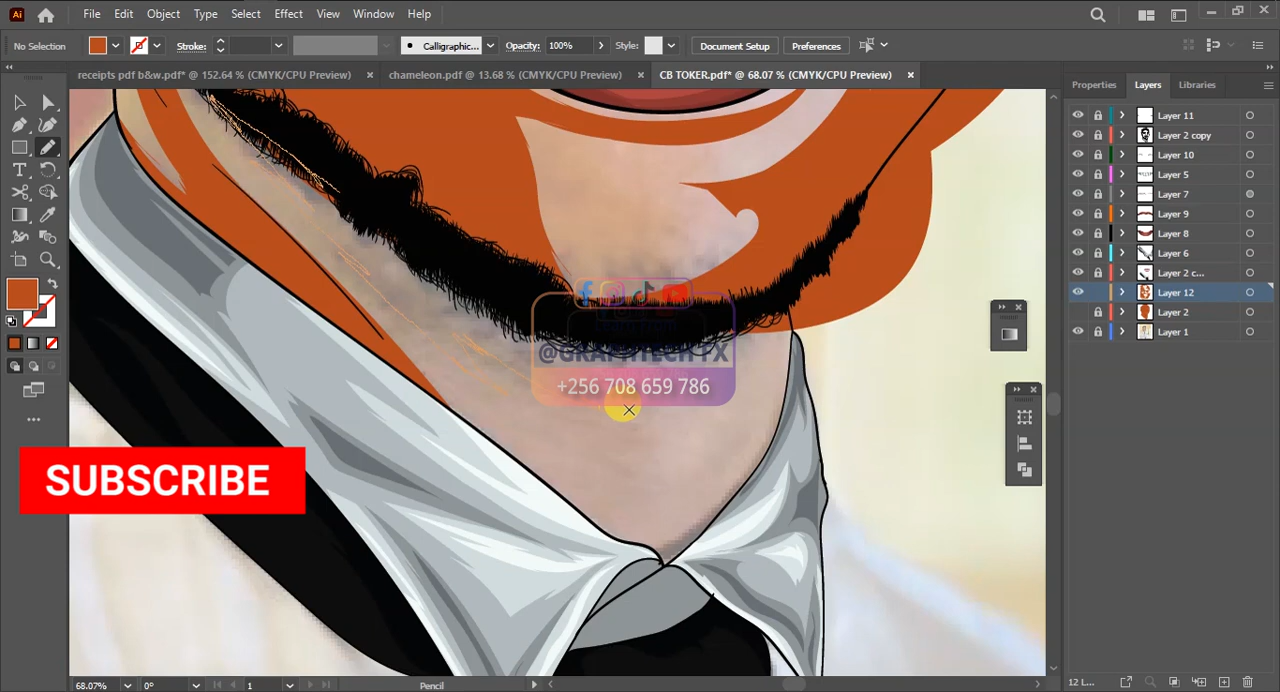 File Edit Object Type Select Effect View Window Help
No Selection Stroke: Calligraphic... Opacity: 100% Style: Document Setup Preferences
receipts pdf b&w.pdf* @ 152.64 % (CMYK/CPU Preview) × chameleon.pdf @ 13.68 % (CMYK/CPU Preview) × CB TOKER.pdf* @ 68.07 % (CMYK/CPU Preview) ×
Properties Layers Libraries
Layer 11
Layer 2 copy
Layer 10
Layer 5
Layer 7
Layer 9
Layer 8
Layer 6
Layer 2 c...
Layer 12
Layer 2
Layer 1
@GRAFITECH FX
+256 708 659 786
SUBSCRIBE
68.07% 0° 1 Pencil
12 L...